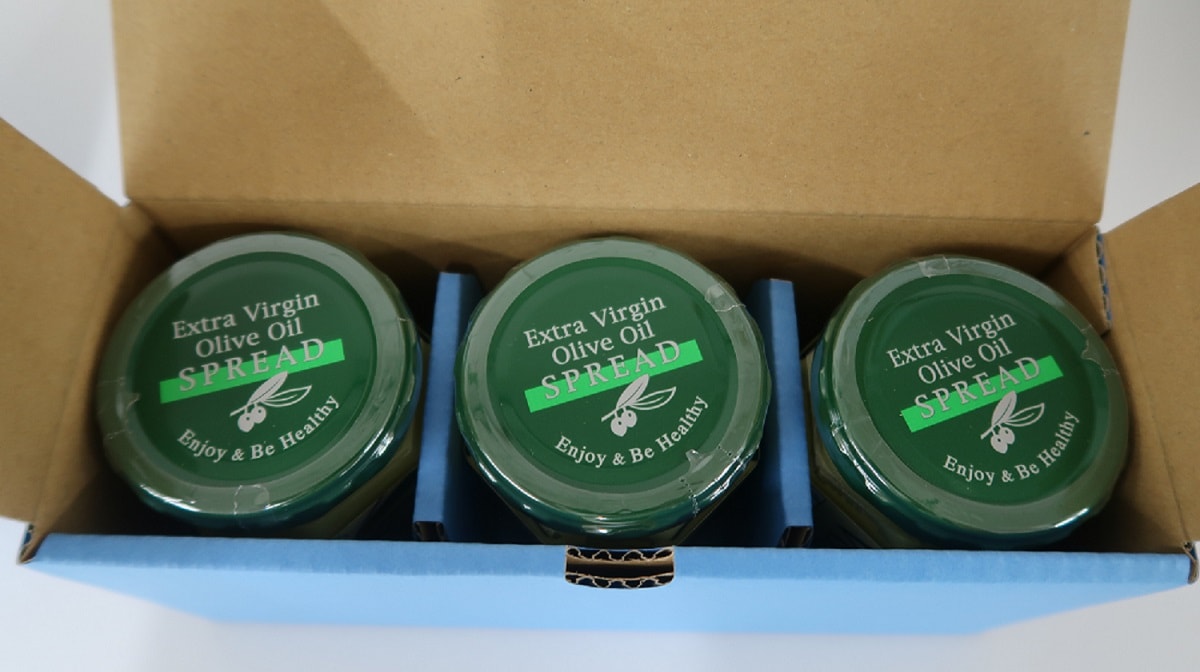 Extra Virgin
Olive Oil
SPREAD
Enjoy & Be Healthy
Extra Virgin
Olive Oil
SPREAD
Enjoy & Be Healthy
Extra Virgin
Olive Oil
SPREAD
Enjoy & Be Healthy